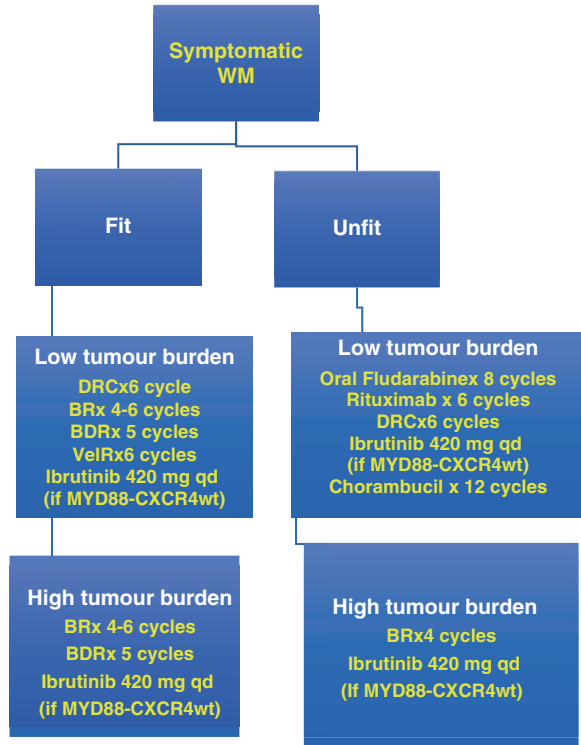 Symptomatic
WM
Fit
Unfit
Low tumour burden
DRCx6 cycle
BRx 4-6 cycles
BDRx 5 cycles
VelRx6 cycles
Ibrutinib 420 mg qd
(if MYD88-CXCR4wt)
Low tumour burden
Oral Fludarabinex 8 cycles
Rituximab x 6 cycles
DRCx6 cycles
Ibrutinib 420 mg qd
(if MYD88-CXCR4wt)
Chorambucil x 12 cycles
High tumour burden
BRx 4-6 cycles
BDRx 5 cycles
Ibrutinib 420 mg qd
(if MYD88-CXCR4wt)
High tumour burden
BRx4 cycles
Ibrutinib 420 mg qd
(If MYD88-CXCR4wt)